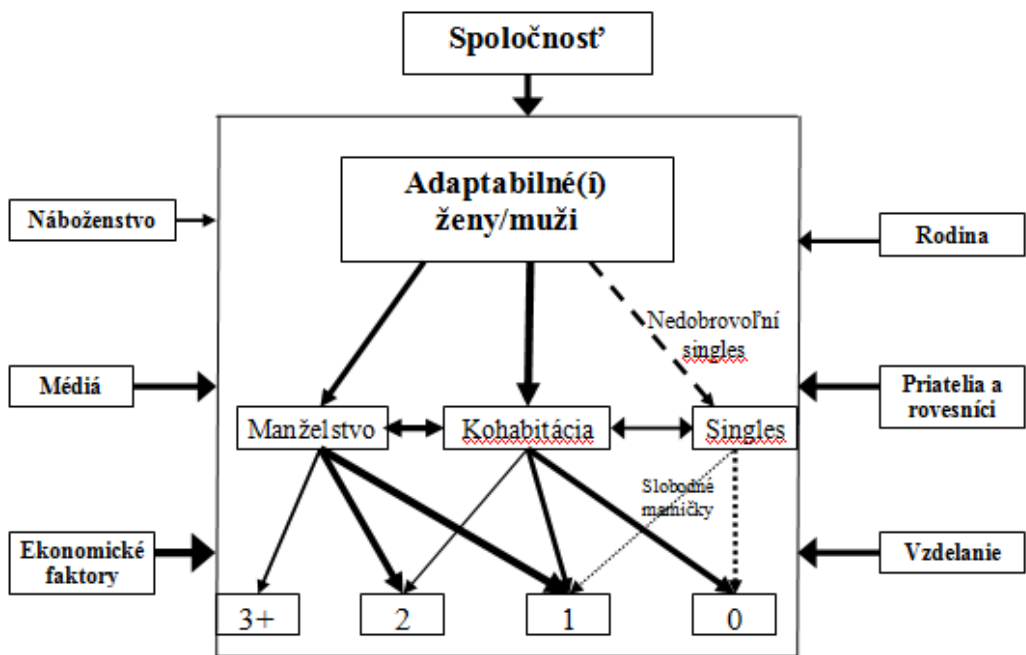 Spoločnosť
Adaptabilné(í)
ženy/muži
Náboženstvo
Rodina
Nedobrovoľní
singles
Médiá
Priatelia a
rovesníci
Manželstvo
Kohabitácia
Singles
Slobodné
mamičky
Ekonomické
faktory
Vzdelanie
3+
2
1
0